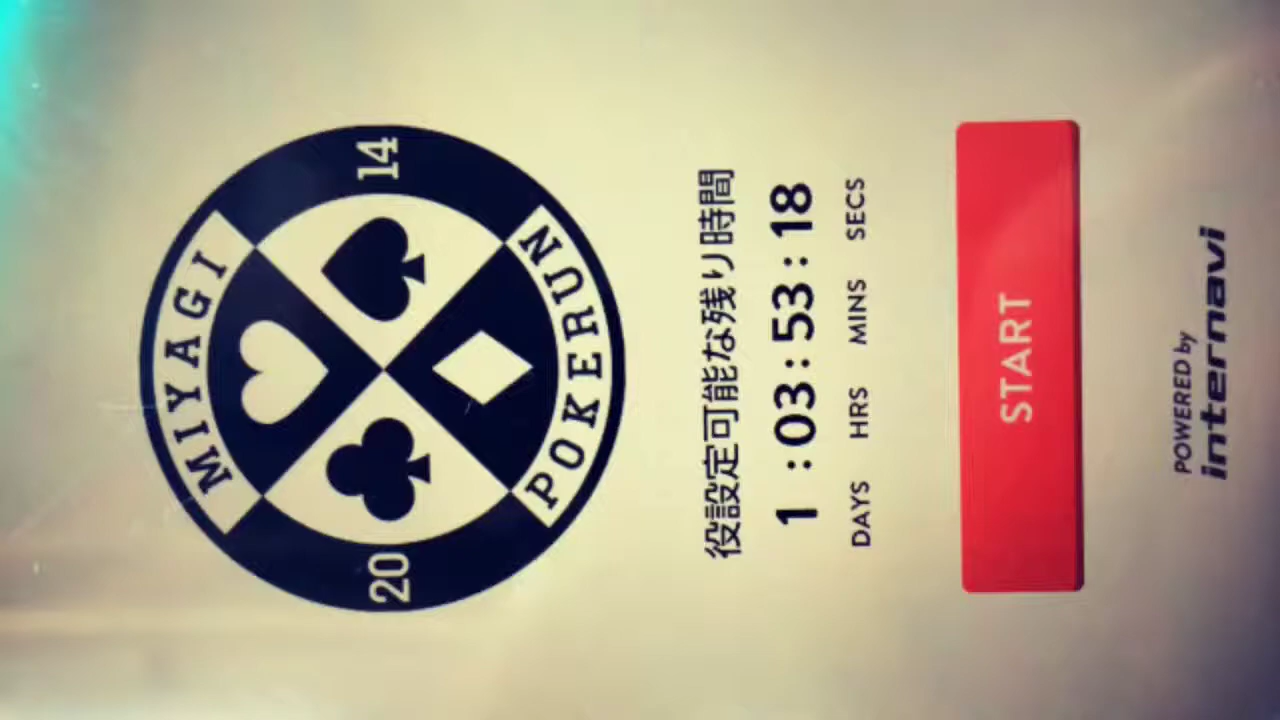 MIYAGI
20 14
POKERUN
役設定可能な残り時間
1 : 03 : 53 : 18
DAYS HRS MINS SECS
START
POWERED by
internavi